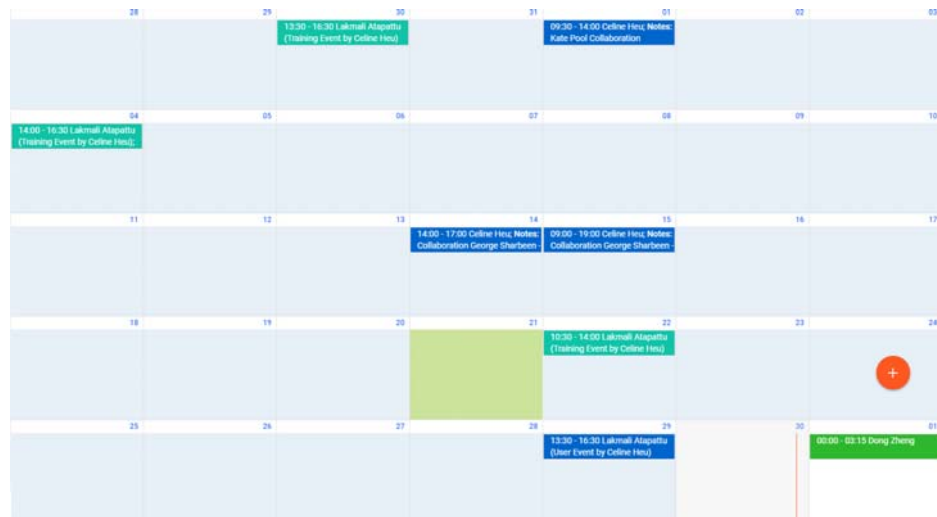 28 29 30 31 01 02 03
13:30 - 16:30 Lakmali Atapattu
(Training Event by Celine Heu)
09:30 - 14:00 Celine Heu; Notes:
Kate Pool Collaboration
04 05 06 07 08 09 10
14:00 - 16:30 Lakmali Atapattu
(Training Event by Celine Heu);
11 12 13 14 15 16 17
14:00 - 17:00 Celine Heu; Notes:
Collaboration George Sharbeen -
09:00 - 19:00 Celine Heu; Notes:
Collaboration George Sharbeen -
18 19 20 21 22 23 24
10:30 - 14:00 Lakmali Atapattu
(Training Event by Celine Heu)
+
25 26 27 28 29 30 01
13:30 - 16:30 Lakmali Atapattu
(User Event by Celine Heu)
00:00 - 03:15 Dong Zheng